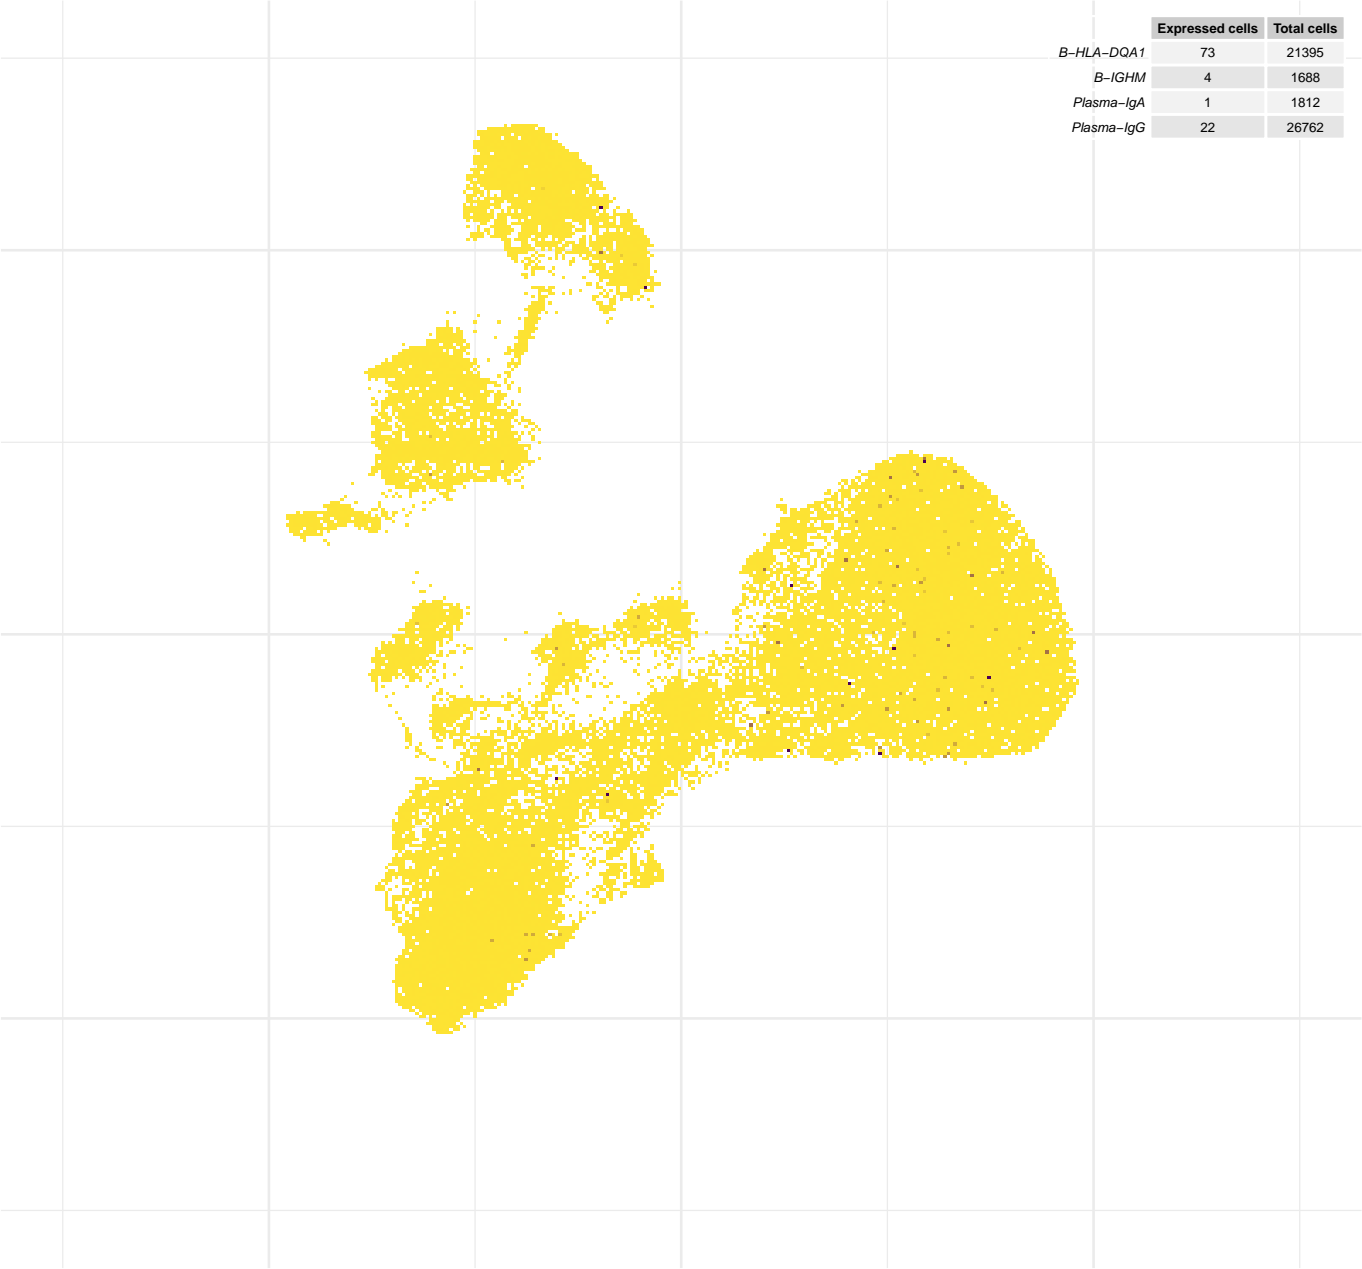 Expressed cells Total cells
B−HLA−DQA1 73 21395
B−IGHM 4 1688
Plasma−IgA 1 1812
Plasma−IgG 22 26762